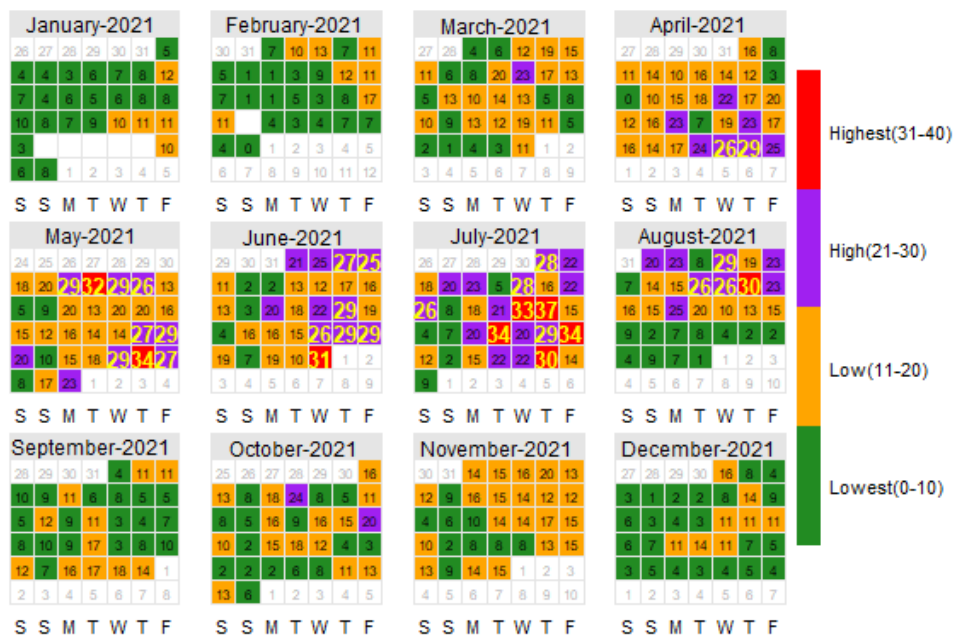 January-2021
26 27 28 29 30 31 5
4 4 3 6 7 8 12
7 4 6 5 6 8 8
10 8 7 9 10 11 11
3 10
6 8 1 2 3 4 5
S S M T W T F
February-2021
30 31 7 10 13 7 11
5 1 1 3 9 12 11
7 1 1 5 3 8 17
11 4 3 4 7 7
4 0 1 2 3 4 5
6 7 8 9 10 11 12
S S M T W T F
March-2021
27 28 4 6 12 19 15
11 6 8 20 23 17 13
5 13 10 14 13 5 8
10 9 13 12 19 11 5
2 1 4 3 11 1 2
3 4 5 6 7 8 9
S S M T W T F
April-2021
27 28 29 30 31 16 8
11 14 10 16 14 12 3
0 10 15 18 22 17 20
12 16 23 7 23 17
16 14 17 24 26 29 25
1 2 3 4 5 6 7
S S M T W T F
May-2021
24 25 26 27 28 29 30
18 20 29 32 29 26 13
5 9 20 13 20 20 16
15 12 16 14 14 27 29
20 10 15 18 29 34 27
8 17 23 1 2 3 4
S S M T W T F
June-2021
29 30 31 21 25 27 25
11 2 2 13 12 17 16
13 3 20 18 22 29 19
4 16 16 15 26 29 29
19 7 19 10 31 1 2
3 4 5 6 7 8 9
S S M T W T F
July-2021
26 27 28 29 30 28 22
23 20 23 5 28 16 22
26 8 18 21 33 37 15
4 7 20 34 20 29 34
12 2 15 22 22 30 14
9 1 2 3 4 5 6
S S M T W T F
August-2021
31 20 23 6 29 19 23
7 14 15 26 26 30 23
16 15 25 20 10 13 15
9 2 7 8 4 2 2
4 9 7 1 1 2 3
4 5 6 7 8 9 10
S S M T W T F
September-2021
28 29 30 31 4 11 11
10 9 11 6 8 5 5
5 12 9 11 3 4 7
8 10 9 17 3 8 10
12 7 16 17 18 14 1
2 3 4 5 6 7 8
S S M T W T F
October-2021
25 26 27 28 29 30 16
13 8 18 24 8 5 11
8 5 16 9 16 15 20
10 2 15 18 12 4 3
2 2 2 6 8 11 13
13 6 1 2 3 4 5
S S M T W T F
November-2021
30 31 14 15 16 20 13
12 9 16 15 14 12 12
4 6 10 14 14 17 15
10 2 8 8 8 13 15
13 9 14 15 1 2 3
4 5 6 7 8 9 10
S S M T W T F
December-2021
27 28 29 30 16 8 4
3 1 2 2 8 14 9
6 3 4 3 11 11 11
6 7 11 14 11 7 5
3 5 4 5 4 5 4
1 2 3 4 5 6 7
S S M T W T F
Highest(31-40)
High(21-30)
Low(11-20)
Lowest(0-10)